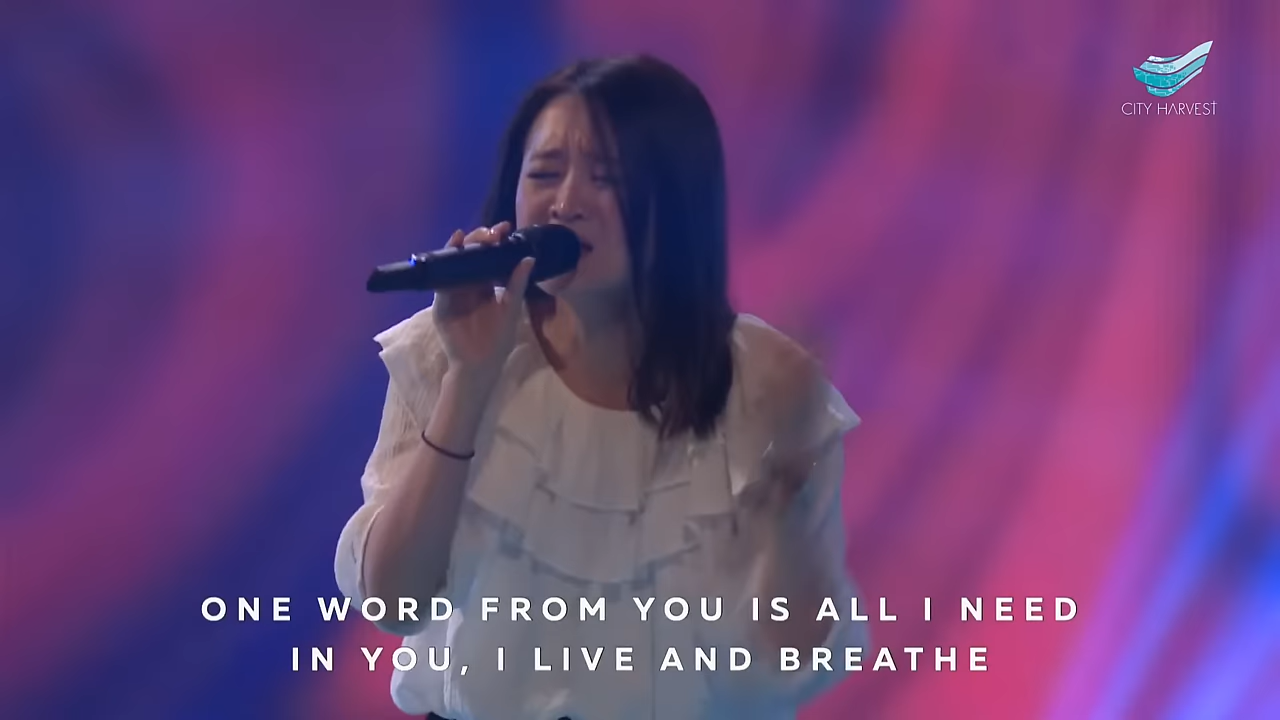 CITY HARVEST
ONE WORD FROM YOU IS ALL I NEED
IN YOU, I LIVE AND BREATHE